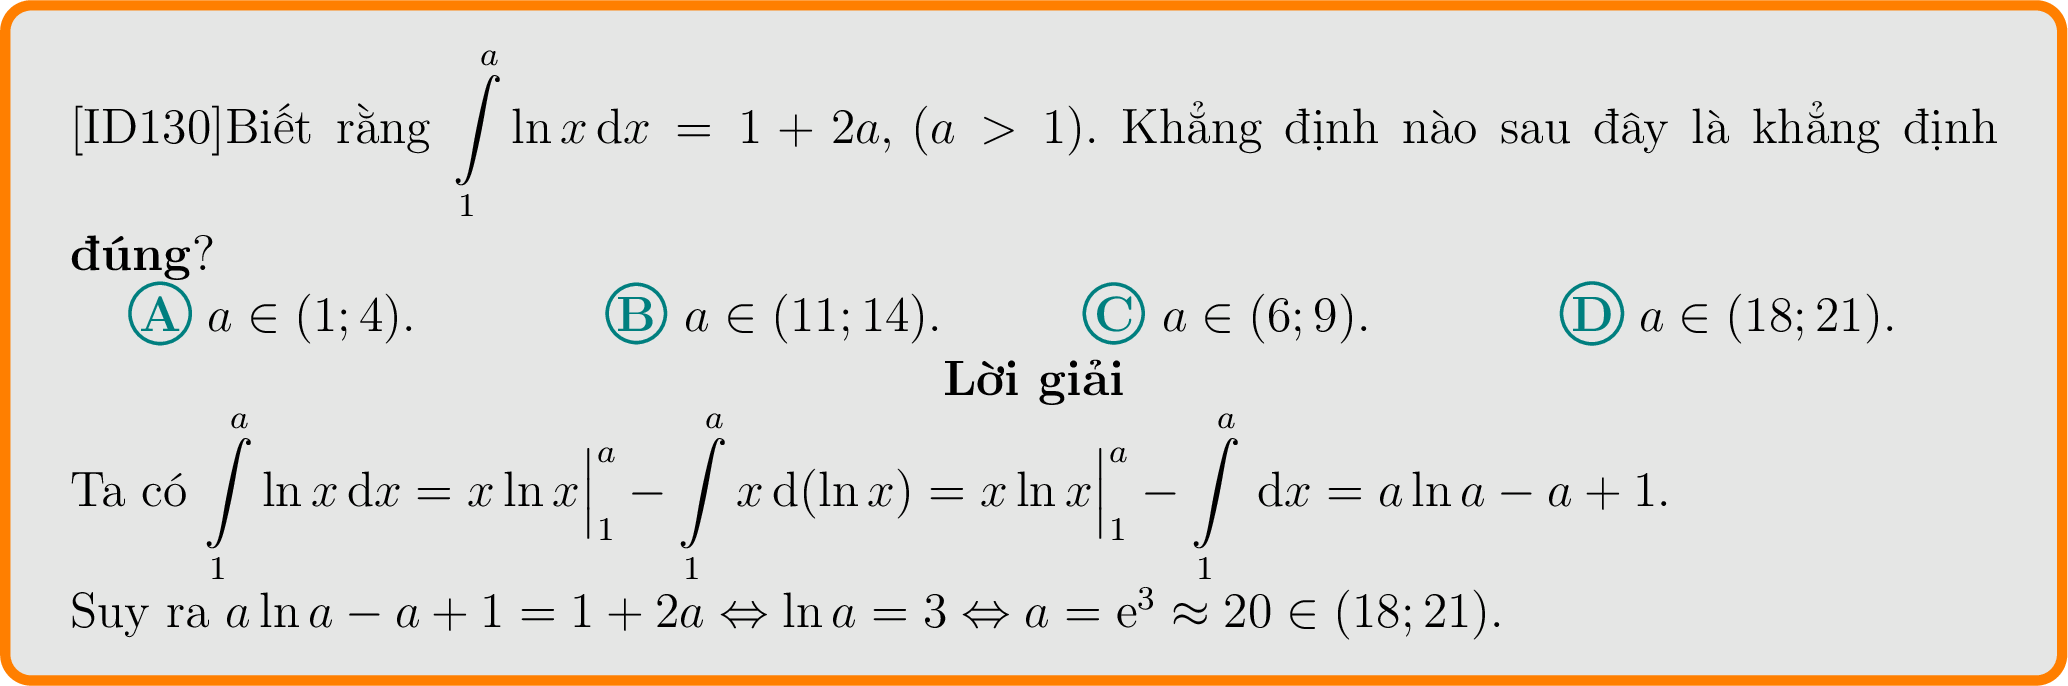 [ID130]Biết rằng $\int\limits_1^a \ln x \, \mathrm{d}x = 1 + 2a, (a > 1)$. Khẳng định nào sau đây là khẳng định
đúng?
A $a \in (1; 4)$. B $a \in (11; 14)$. C $a \in (6; 9)$. D $a \in (18; 21)$.
Lời giải
Ta có $\int\limits_1^a \ln x \, \mathrm{d}x = x \ln x \Big|_1^a - \int\limits_1^a x \, \mathrm{d}(\ln x) = x \ln x \Big|_1^a - \int\limits_1^a \mathrm{d}x = a \ln a - a + 1.$
Suy ra $a \ln a - a + 1 = 1 + 2a \Leftrightarrow \ln a = 3 \Leftrightarrow a = \mathrm{e}^3 \approx 20 \in (18; 21)$.